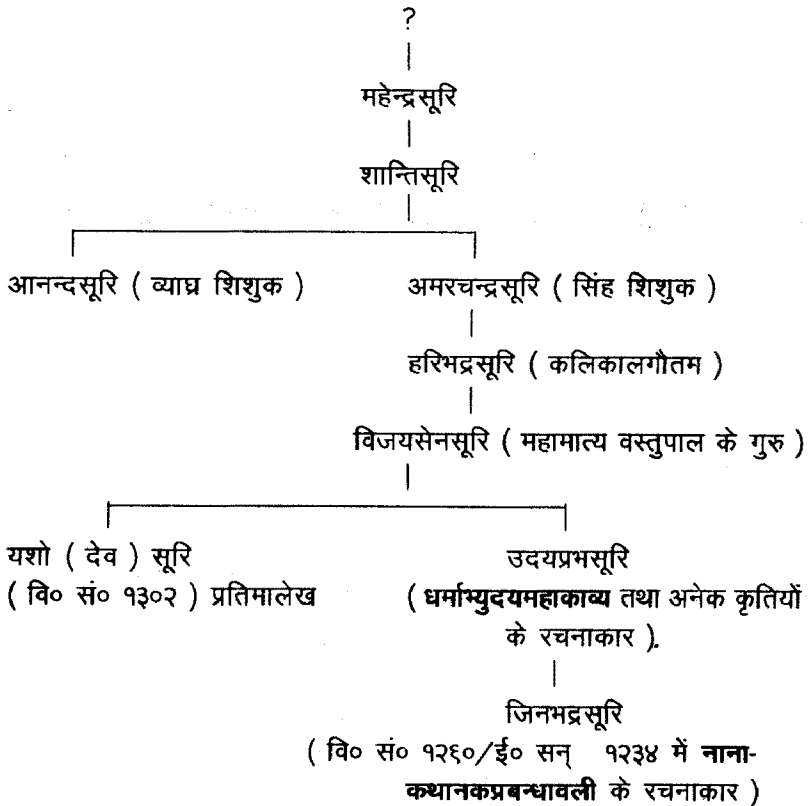 ?
महेन्द्रसूरि
शान्तिसूरि
आनन्दसूरि ( व्याघ्र शिशुक ) अमरचन्द्रसूरि ( सिंह शिशुक )
हरिभद्रसूरि ( कलिकालगौतम )
विजयसेनसूरि ( महामात्य वस्तुपाल के गुरु )
यशो ( देव ) सूरि उदयप्रभसूरि
( वि० सं० १३०२ ) प्रतिमालेख ( धर्माभ्युदयमहाकाव्य तथा अनेक कृतियों
के रचनाकार ).
जिनभद्रसूरि
( वि० सं० १२६०/ई० सन् १२३४ में नाना-
कथानकप्रबन्धावली के रचनाकार )